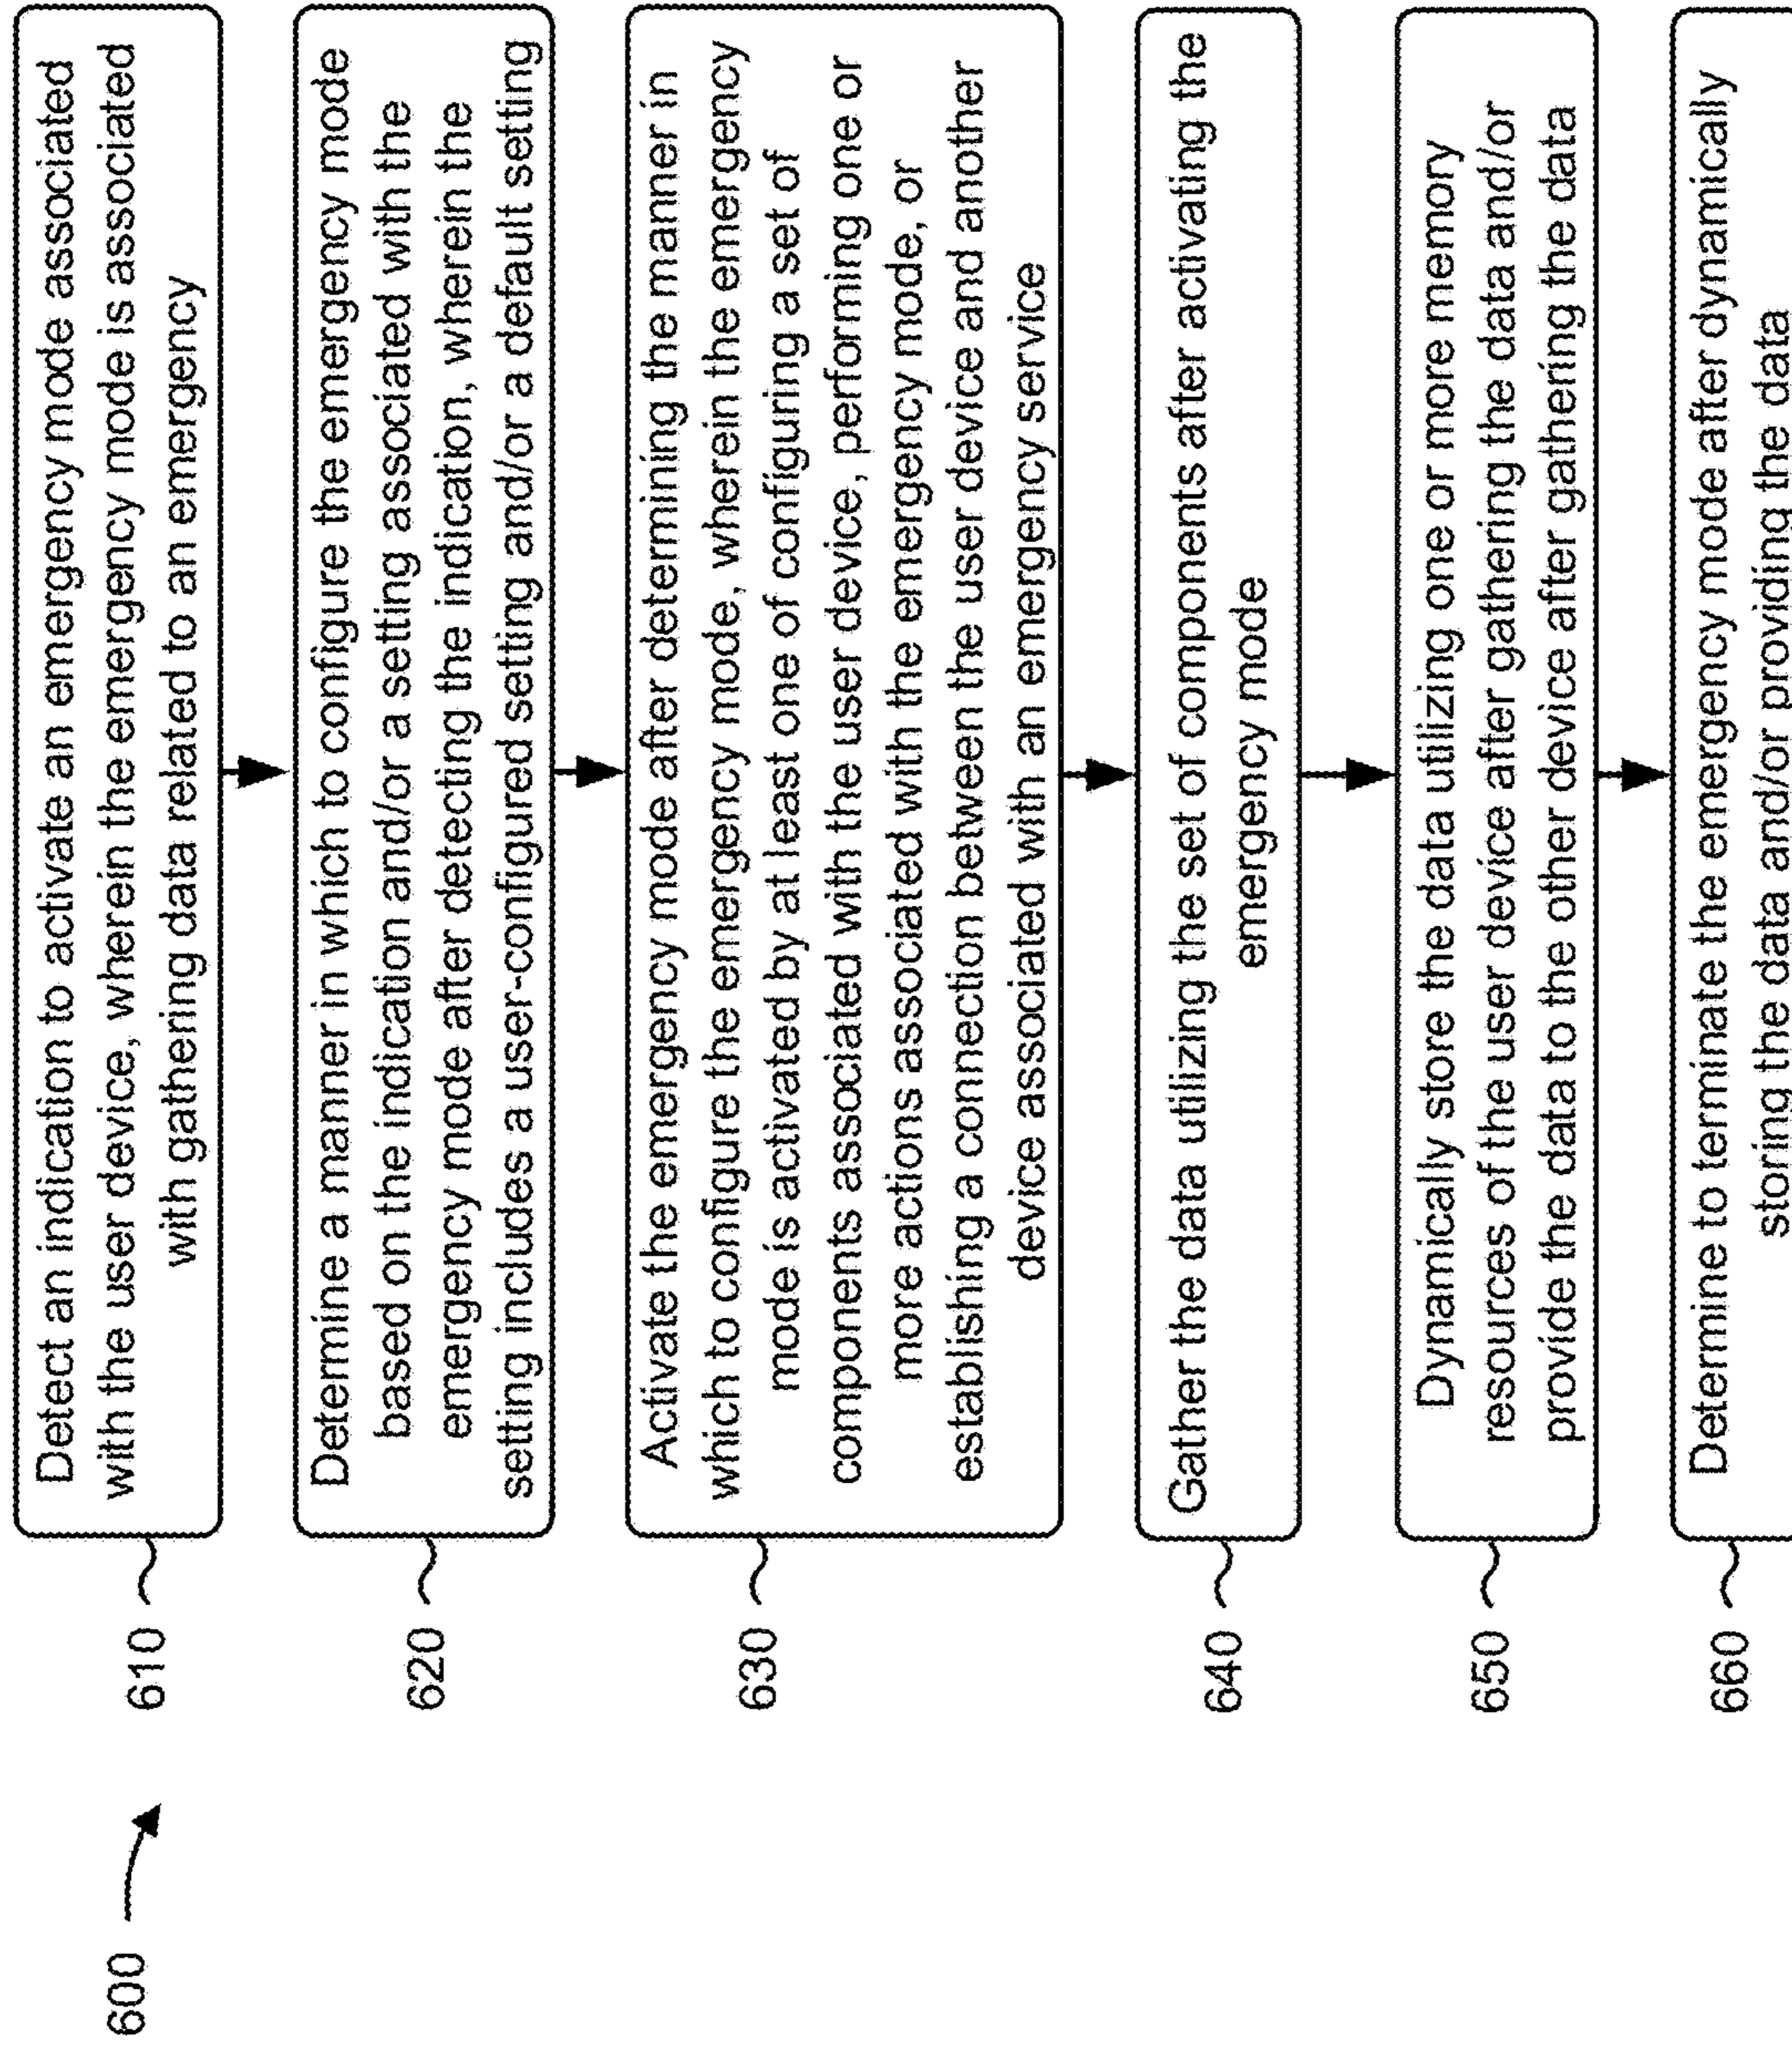 600
610
Detect an indication to activate an emergency mode associated
with the user device, wherein the emergency mode is associated
with gathering data related to an emergency
620
Determine a manner in which to configure the emergency mode
based on the indication and/or a setting associated with the
emergency mode after detecting the indication, wherein the
setting includes a user-configured setting and/or a default setting
630
Activate the emergency mode after determining the manner in
which to configure the emergency mode, wherein the emergency
mode is activated by at least one of configuring a set of
components associated with the user device, performing one or
more actions associated with the emergency mode, or
establishing a connection between the user device and another
device associated with an emergency service
640
Gather the data utilizing the set of components after activating the
emergency mode
650
Dynamically store the data utilizing one or more memory
resources of the user device after gathering the data and/or
provide the data to the other device after gathering the data
660
Determine to terminate the emergency mode after dynamically
storing the data and/or providing the data